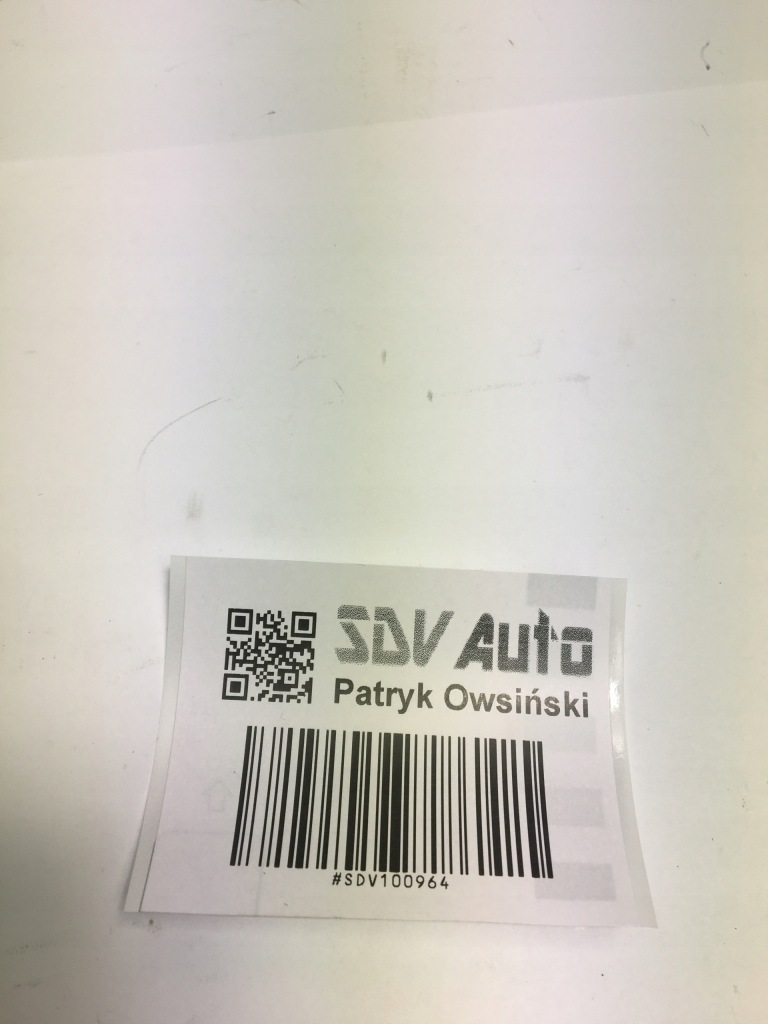 SDV Auto
Patryk Owsiński
#SDV100964